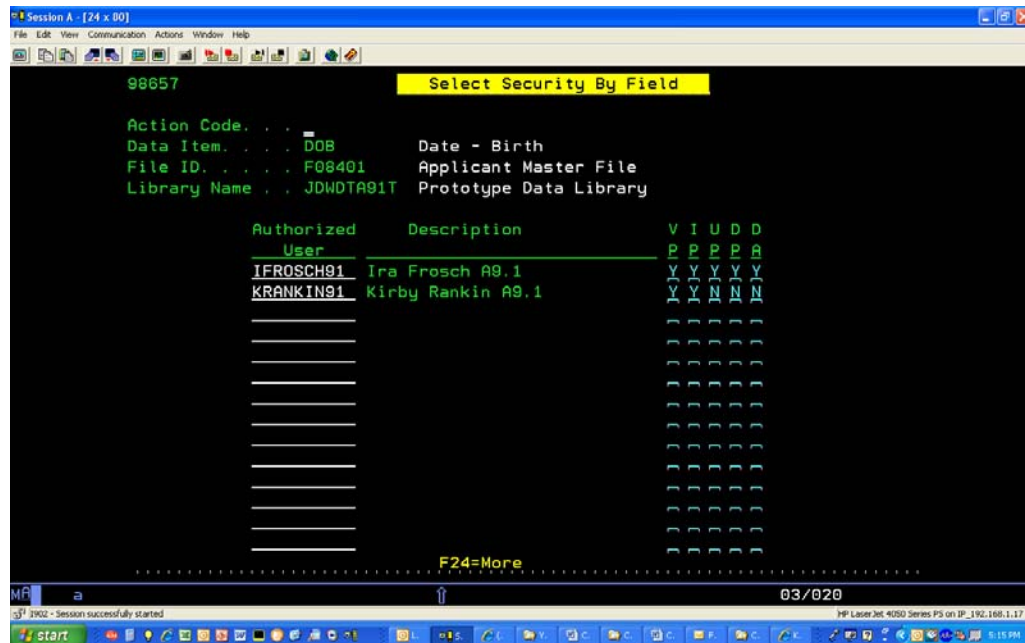 Session A - [24 x 80]
File Edit View Communication Actions Window Help
98657 Select Security By Field
Action Code. . .
Data Item. . . . DOB Date - Birth
File ID. . . . . F08401 Applicant Master File
Library Name . . JDWDTA91T Prototype Data Library
Authorized Description V I U D D
User P P P P A
IFROSCH91 Ira Frosch A9.1 Y Y Y Y Y
KRANKIN91 Kirby Rankin A9.1 Y Y N N N
F24=More
MA a 03/020
I902 - Session successfully started HP LaserJet 4050 Series PS on IP_192.168.1.17
start 5:15 PM